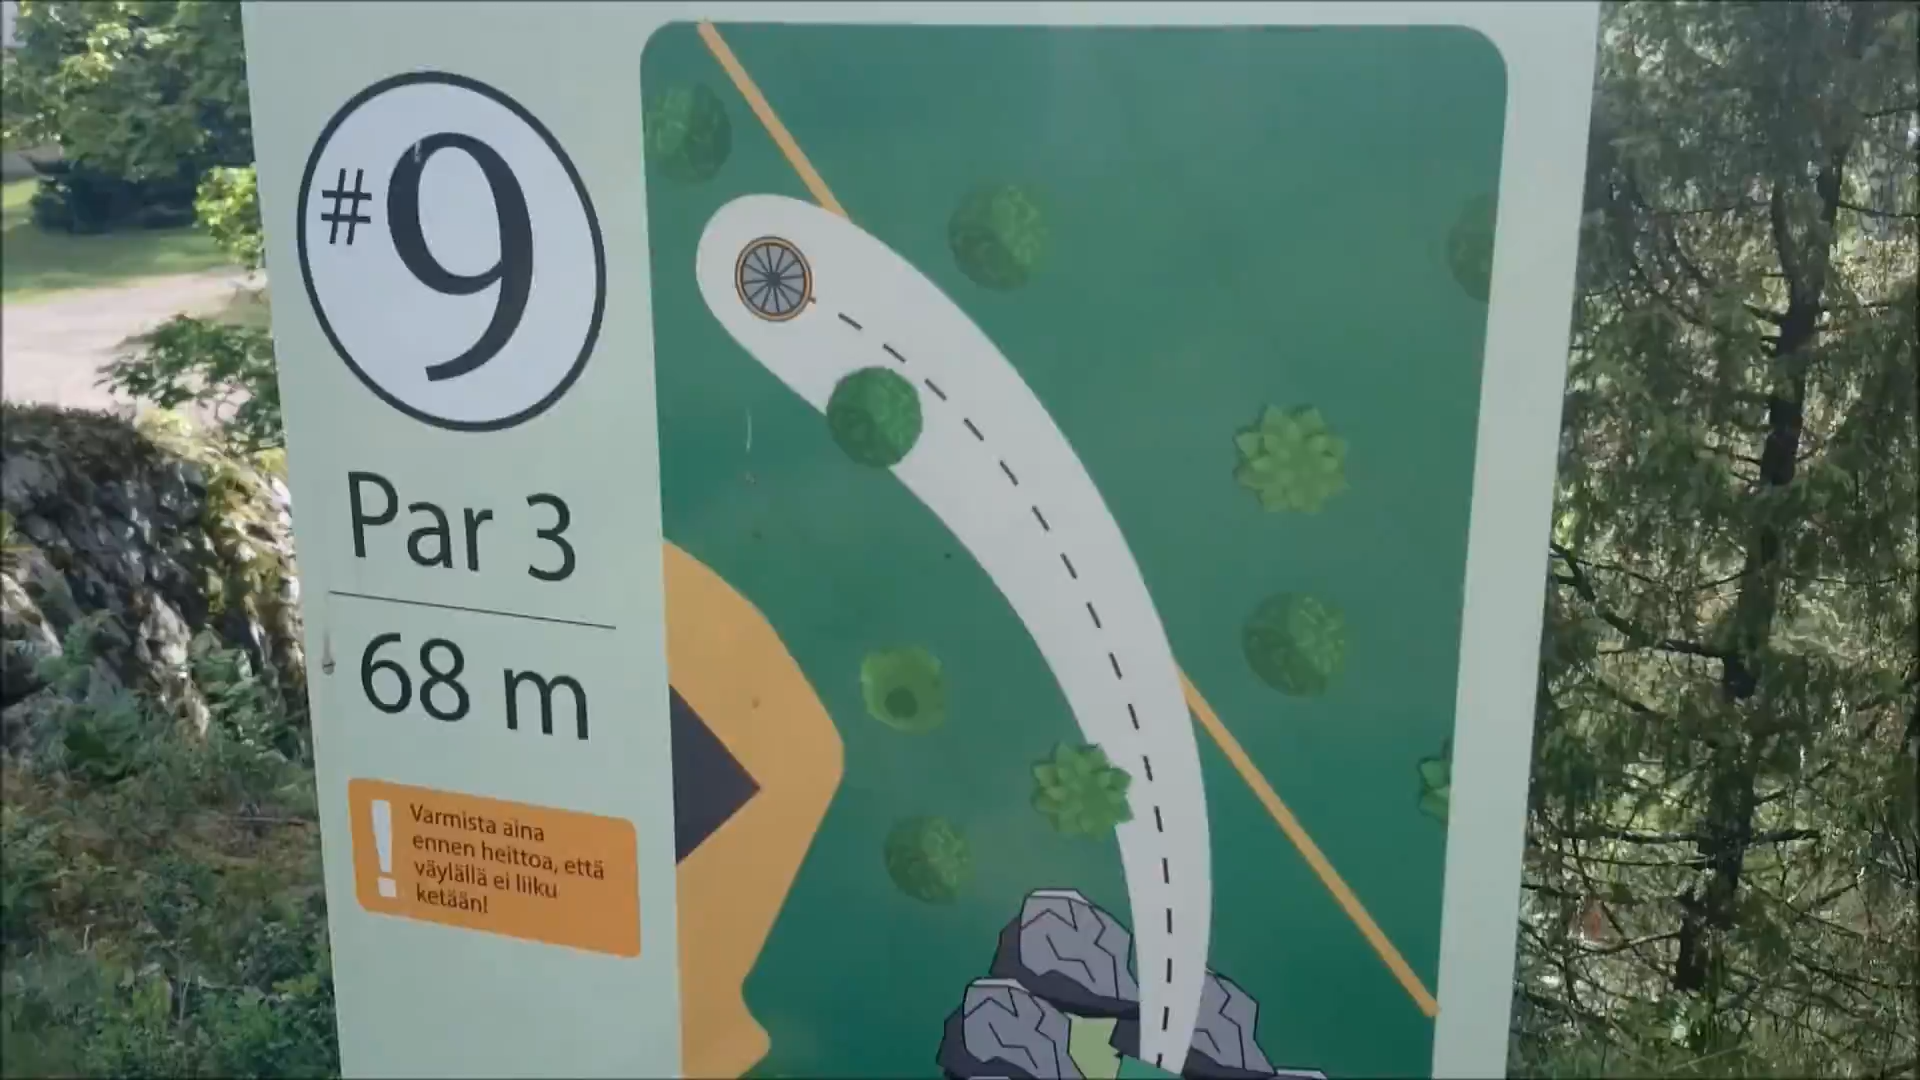 #9
Par 3
68 m
! Varmista aina
ennen heittoa, että
väylällä ei liiku
ketään!